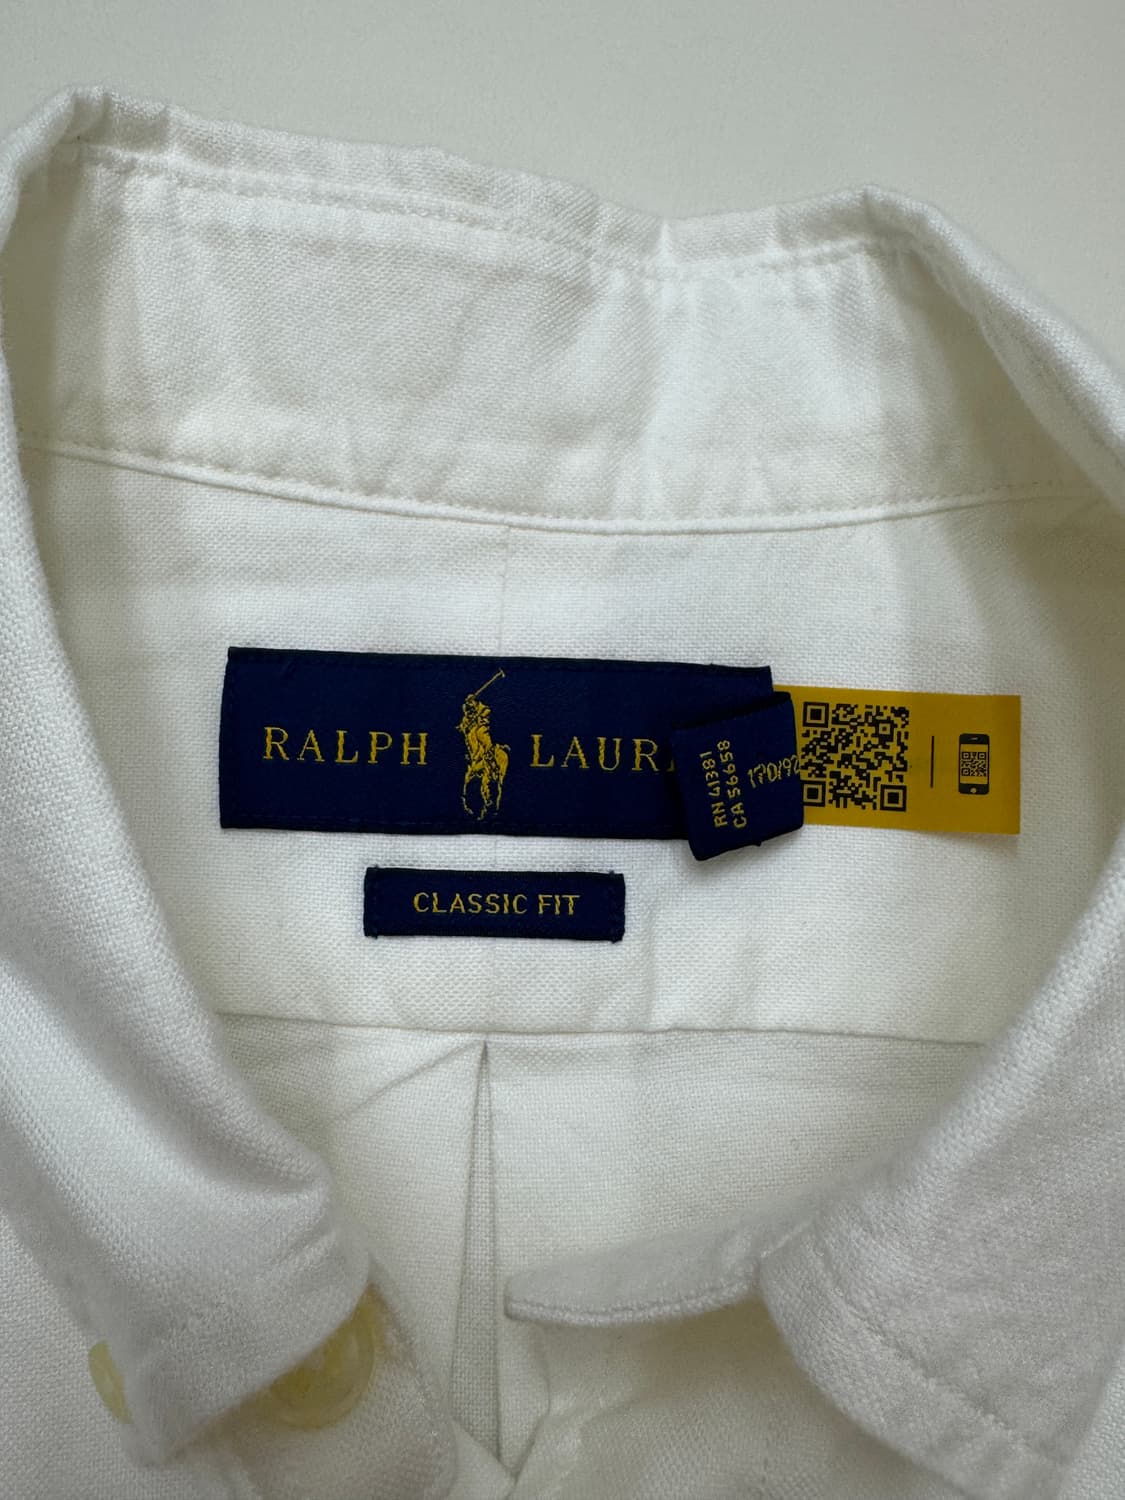 RALPH LAUR
RN 41381
CA 56658
170/92
CLASSIC FIT